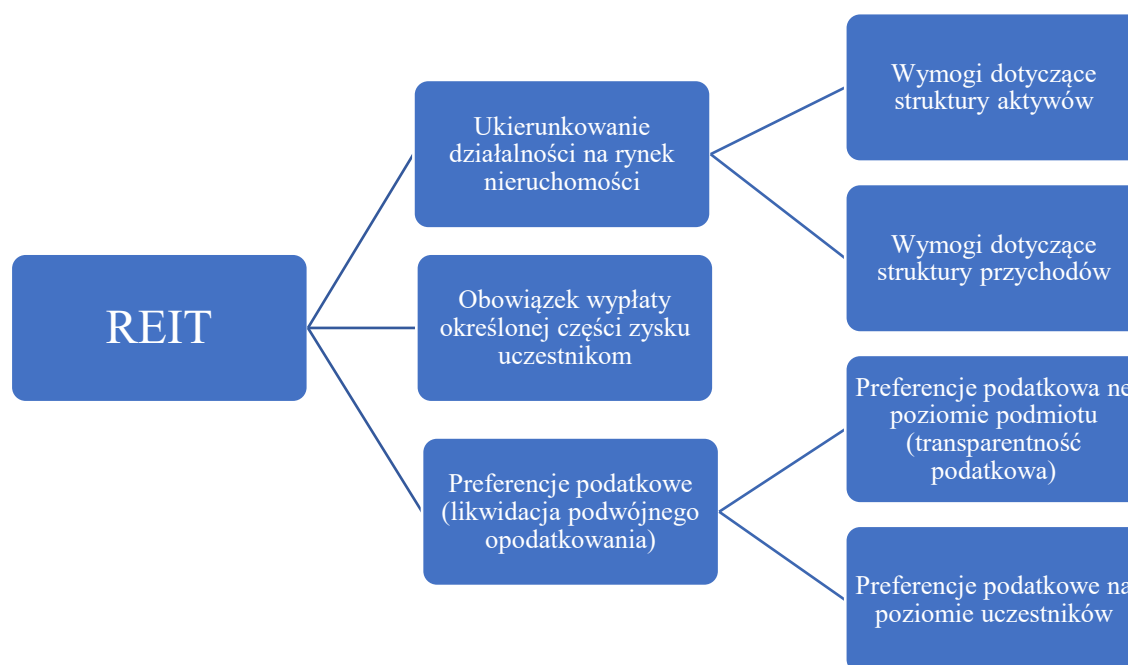 REIT
Ukierunkowanie
działalności na rynek
nieruchomości
Wymogi dotyczące
struktury aktywów
Wymogi dotyczące
struktury przychodów
Obowiązek wypłaty
określonej części zysku
uczestnikom
Preferencje podatkowe
(likwidacja podwójnego
opodatkowania)
Preferencje podatkowa ne
poziomie podmiotu
(transparentność
podatkowa)
Preferencje podatkowe na
poziomie uczestników